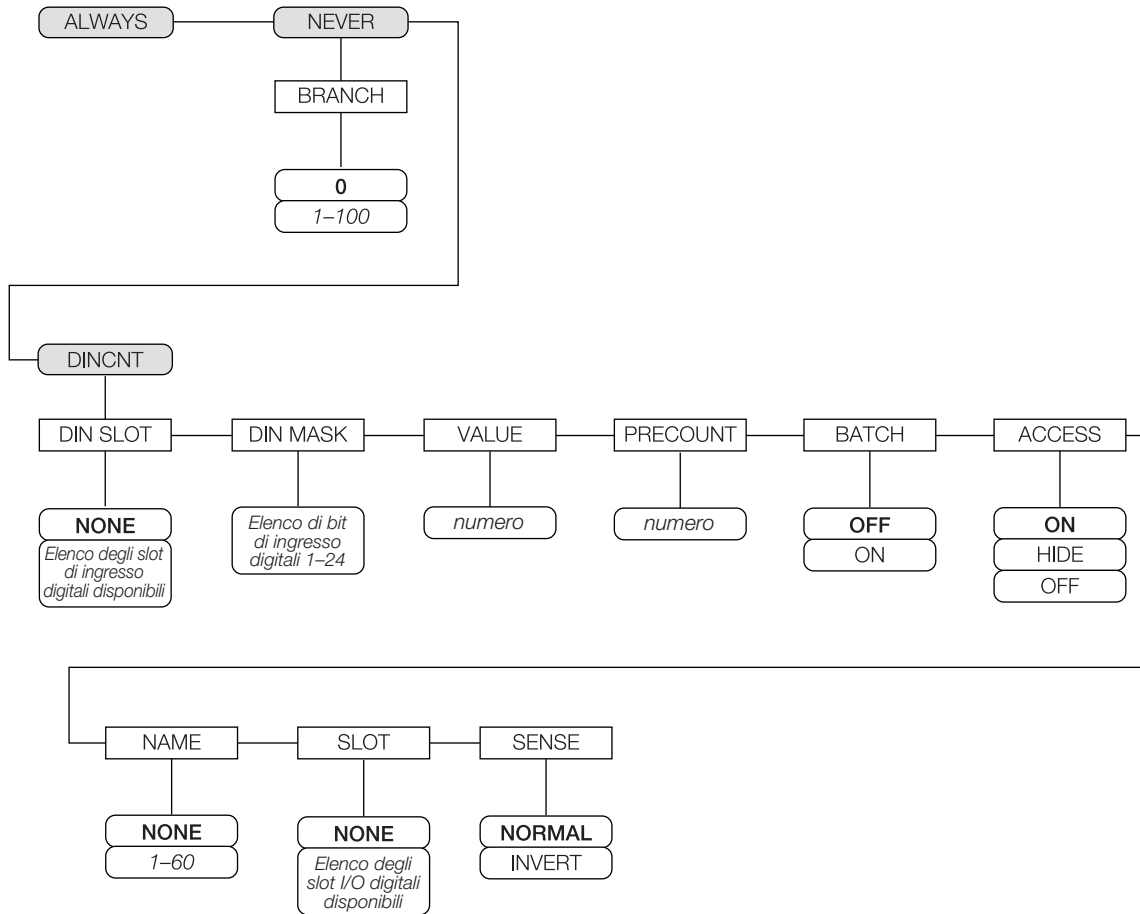 ALWAYS
NEVER
BRANCH
0
1–100
DINCNT
DIN SLOT
DIN MASK
VALUE
PRECOUNT
BATCH
ACCESS
NONE
Elenco degli slot
di ingresso
digitali disponibili
Elenco di bit
di ingresso
digitali 1–24
numero
numero
OFF
ON
ON
HIDE
OFF
NAME
SLOT
SENSE
NONE
1–60
NONE
Elenco degli
slot I/O digitali
disponibili
NORMAL
INVERT